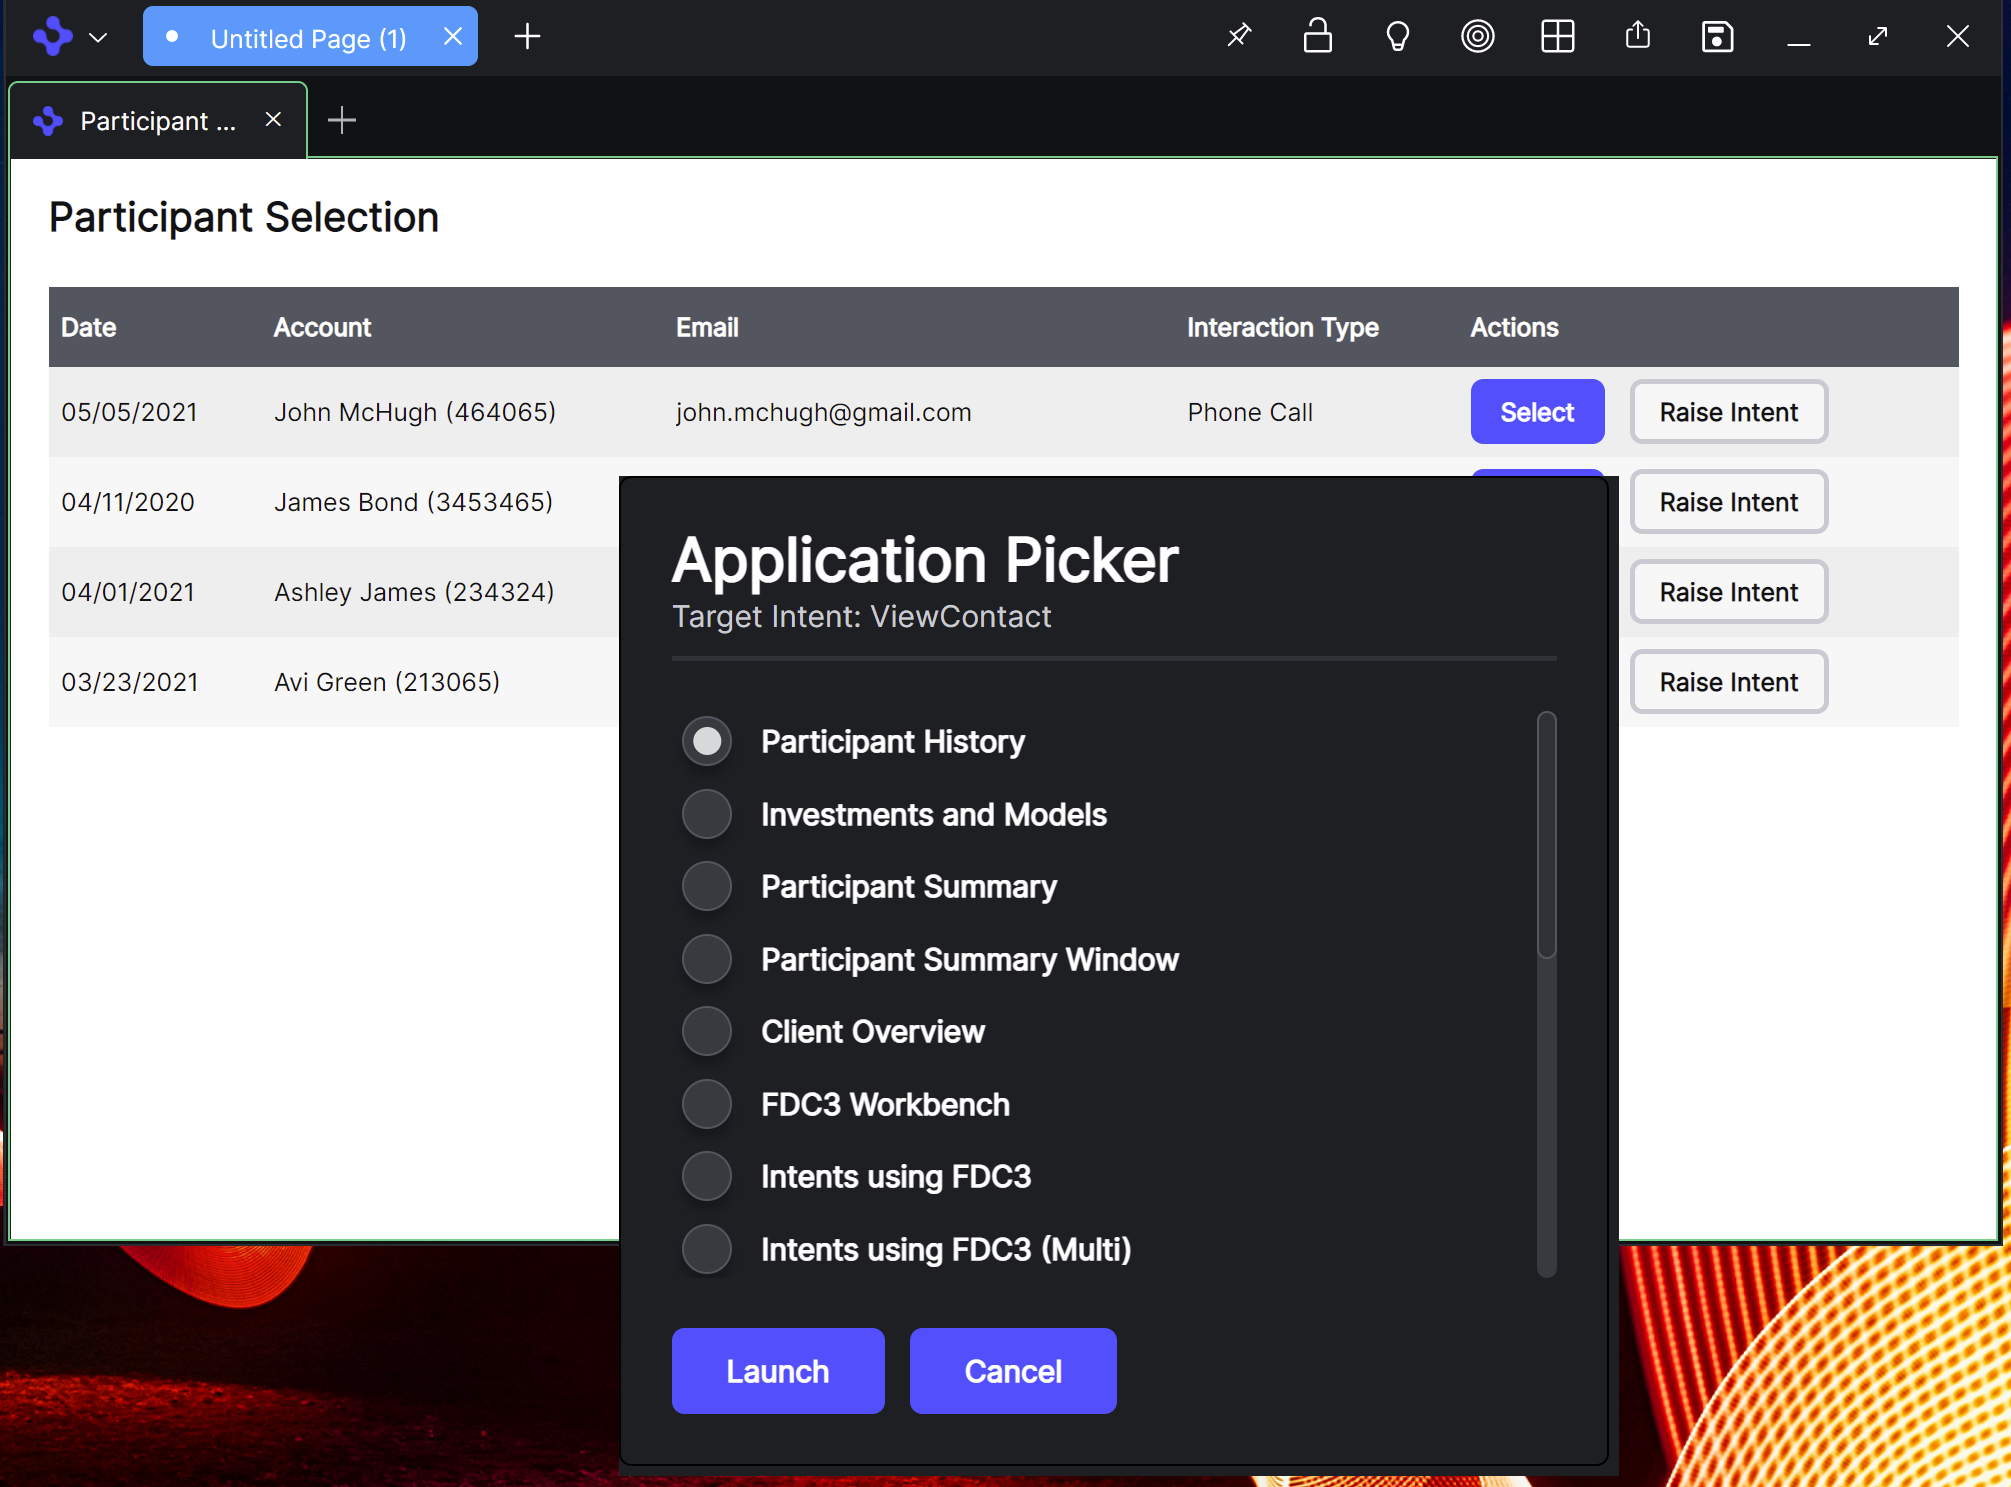 Untitled Page (1)
Participant ...
Participant Selection
Date Account Email Interaction Type Actions
05/05/2021 John McHugh (464065) john.mchugh@gmail.com Phone Call Select Raise Intent
04/11/2020 James Bond (3453465) Raise Intent
04/01/2021 Ashley James (234324) Raise Intent
03/23/2021 Avi Green (213065) Raise Intent
Application Picker
Target Intent: ViewContact
Participant History
Investments and Models
Participant Summary
Participant Summary Window
Client Overview
FDC3 Workbench
Intents using FDC3
Intents using FDC3 (Multi)
Launch Cancel